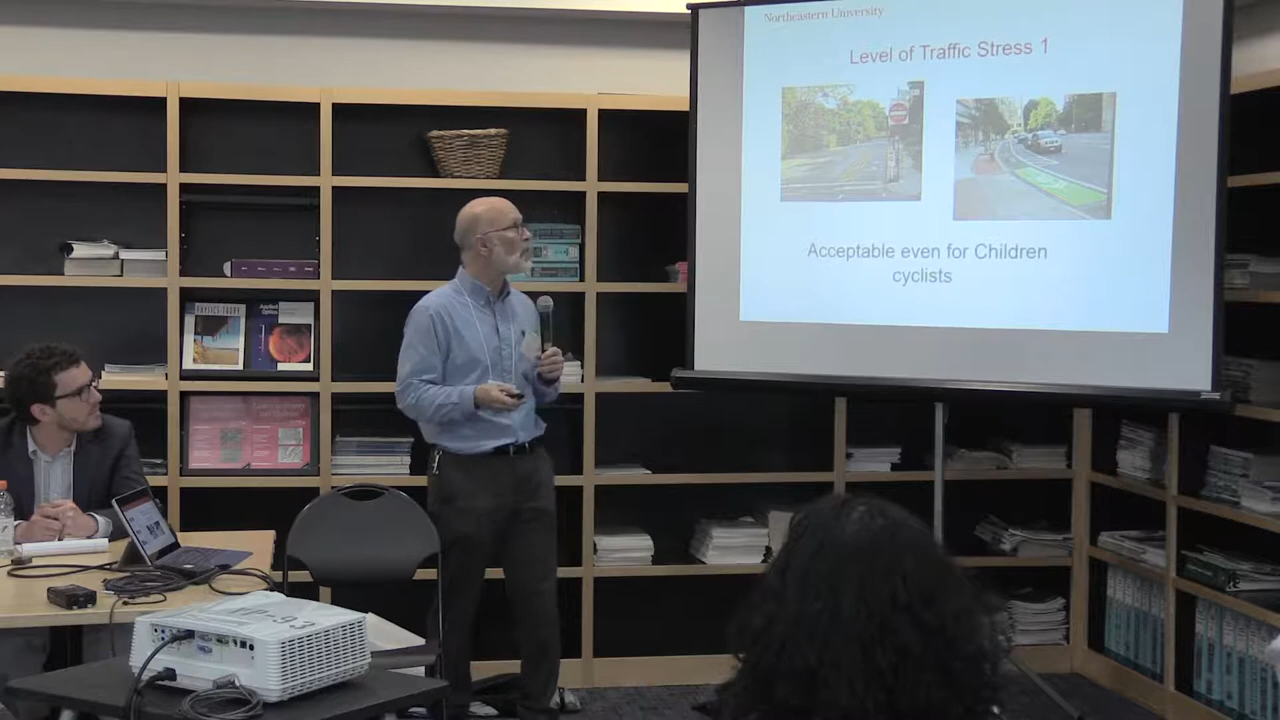 Northeastern University
Level of Traffic Stress 1
Acceptable even for Children
cyclists
PHYSICS TODAY
Applied
Optics